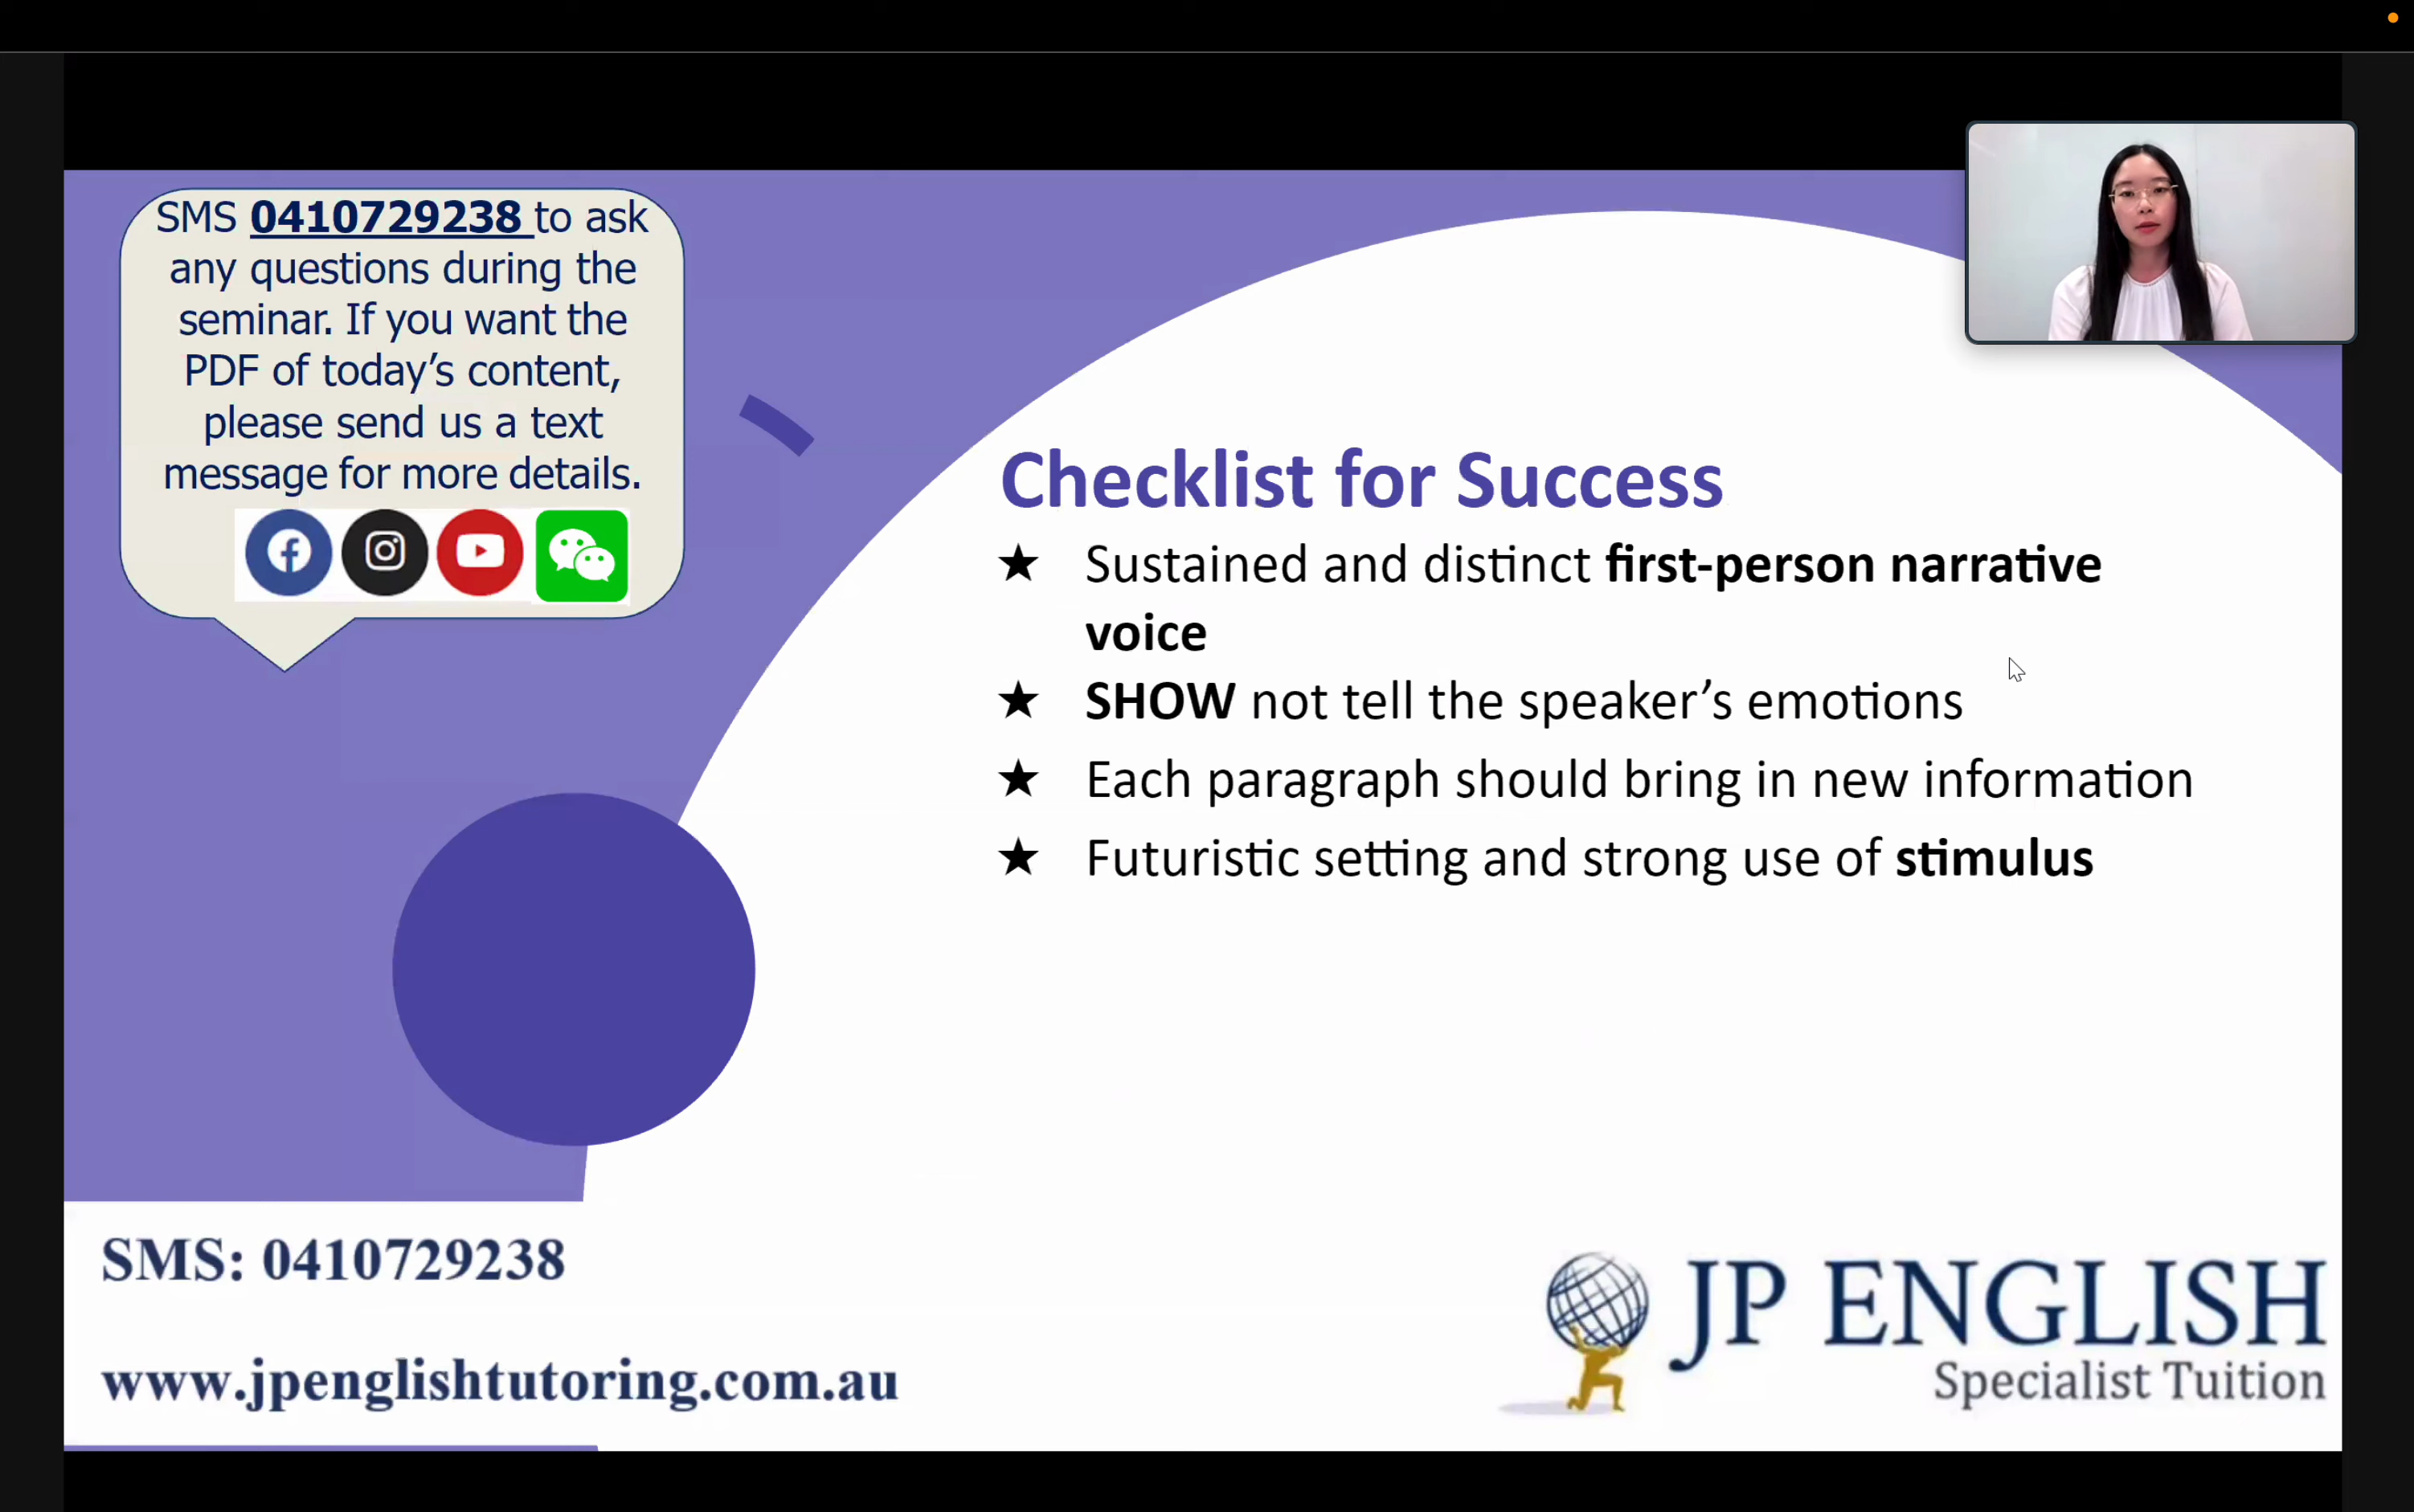 SMS 0410729238 to ask
any questions during the
seminar. If you want the
PDF of today’s content,
please send us a text
message for more details.
Checklist for Success
★ Sustained and distinct first-person narrative
voice
★ SHOW not tell the speaker’s emotions
★ Each paragraph should bring in new information
★ Futuristic setting and strong use of stimulus
SMS: 0410729238
www.jpenglishtutoring.com.au
JP ENGLISH
Specialist Tuition